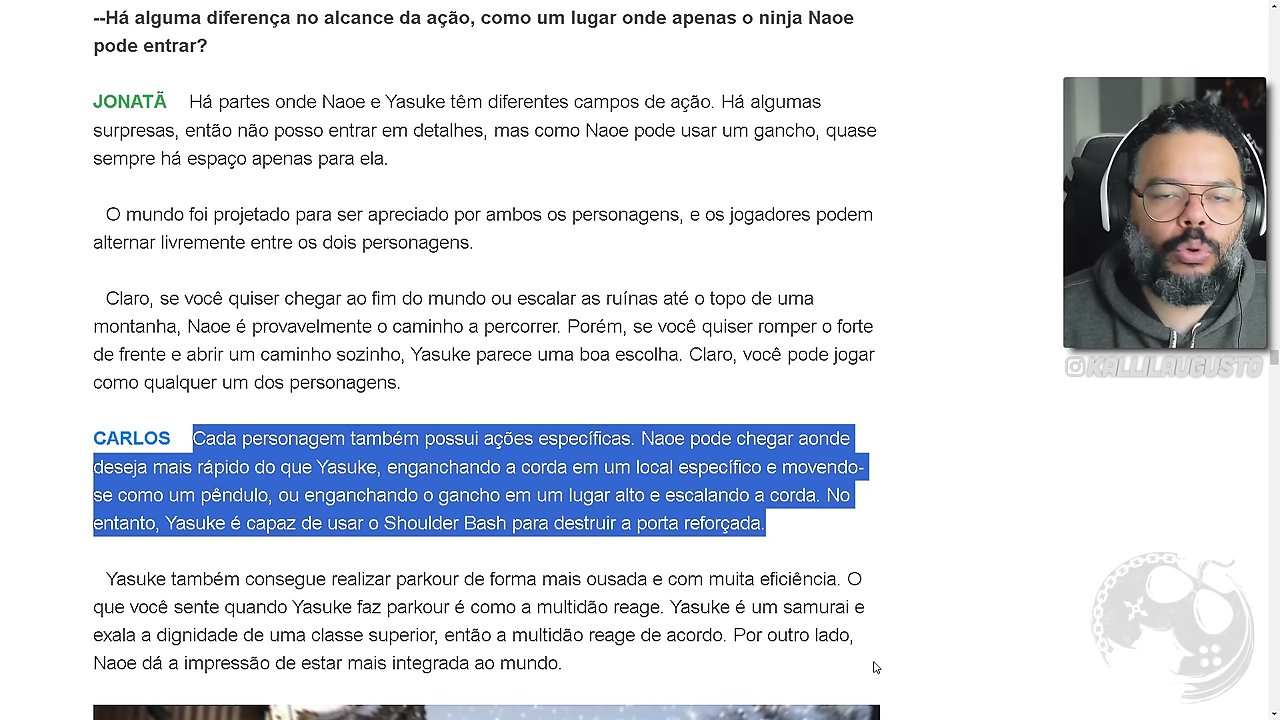 --Há alguma diferença no alcance da ação, como um lugar onde apenas o ninja Naoe
pode entrar?
JONATÃ Há partes onde Naoe e Yasuke têm diferentes campos de ação. Há algumas
surpresas, então não posso entrar em detalhes, mas como Naoe pode usar um gancho, quase
sempre há espaço apenas para ela.
O mundo foi projetado para ser apreciado por ambos os personagens, e os jogadores podem
alternar livremente entre os dois personagens.
Claro, se você quiser chegar ao fim do mundo ou escalar as ruínas até o topo de uma
montanha, Naoe é provavelmente o caminho a percorrer. Porém, se você quiser romper o forte
de frente e abrir um caminho sozinho, Yasuke parece uma boa escolha. Claro, você pode jogar
como qualquer um dos personagens.
CARLOS Cada personagem também possui ações específicas. Naoe pode chegar aonde
deseja mais rápido do que Yasuke, enganchando a corda em um local específico e movendo-
se como um pêndulo, ou enganchando o gancho em um lugar alto e escalando a corda. No
entanto, Yasuke é capaz de usar o Shoulder Bash para destruir a porta reforçada.
Yasuke também consegue realizar parkour de forma mais ousada e com muita eficiência. O
que você sente quando Yasuke faz parkour é como a multidão reage. Yasuke é um samurai e
exala a dignidade de uma classe superior, então a multidão reage de acordo. Por outro lado,
Naoe dá a impressão de estar mais integrada ao mundo.
KALLILAUGUSTO